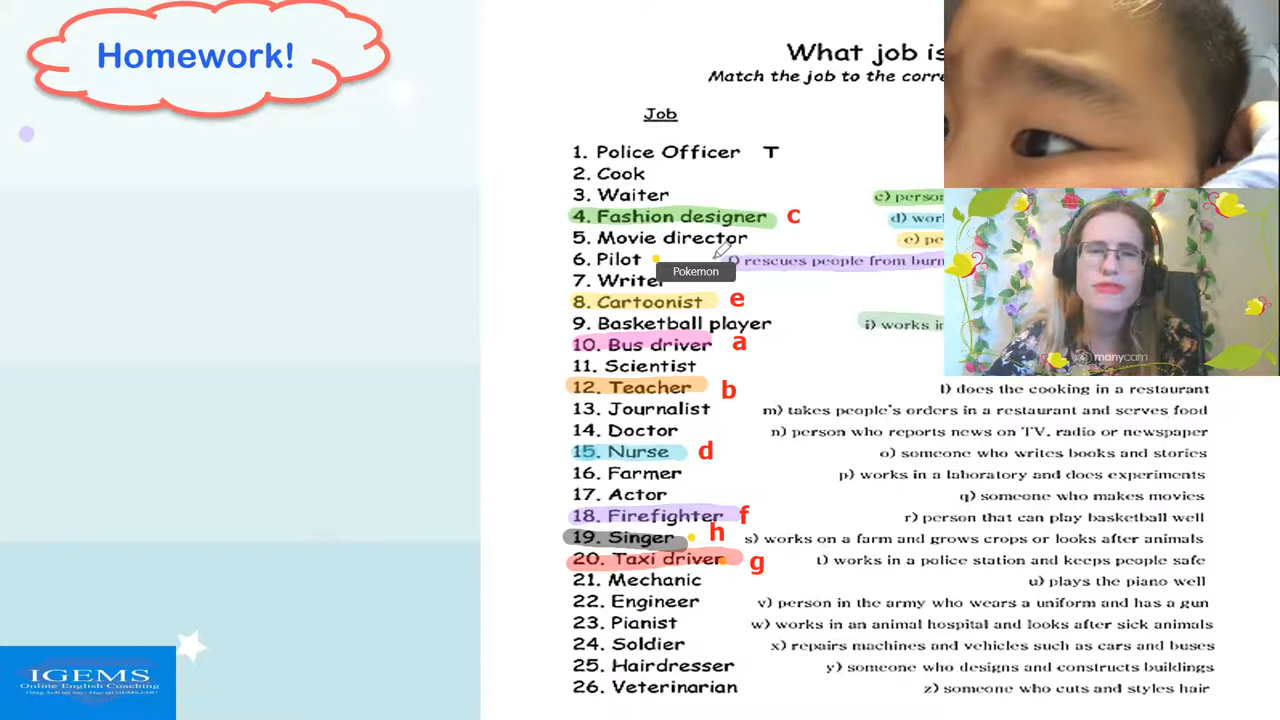 Homework!
What job is
Match the job to the corre
Job
1. Police Officer T
2. Cook
3. Waiter
c) person
4. Fashion designer c
d) wor
5. Movie director
e) pe
6. Pilot
f) rescues people from burn
Pokemon
7. Writer
8. Cartoonist e
9. Basketball player
i) works in
10. Bus driver a
manycam
11. Scientist
12. Teacher b
l) does the cooking in a restaurant
13. Journalist
m) takes people's orders in a restaurant and serves food
14. Doctor
n) person who reports news on TV, radio or newspaper
15. Nurse d
o) someone who writes books and stories
16. Farmer
p) works in a laboratory and does experiments
17. Actor
q) someone who makes movies
18. Firefighter f
r) person that can play basketball well
19. Singer h
s) works on a farm and grows crops or looks after animals
20. Taxi driver g
t) works in a police station and keeps people safe
21. Mechanic
u) plays the piano well
22. Engineer
v) person in the army who wears a uniform and has a gun
23. Pianist
w) works in an animal hospital and looks after sick animals
24. Soldier
x) repairs machines and vehicles such as cars and buses
25. Hairdresser
y) someone who designs and constructs buildings
26. Veterinarian
z) someone who cuts and styles hair
IGEMS
Online English Coaching